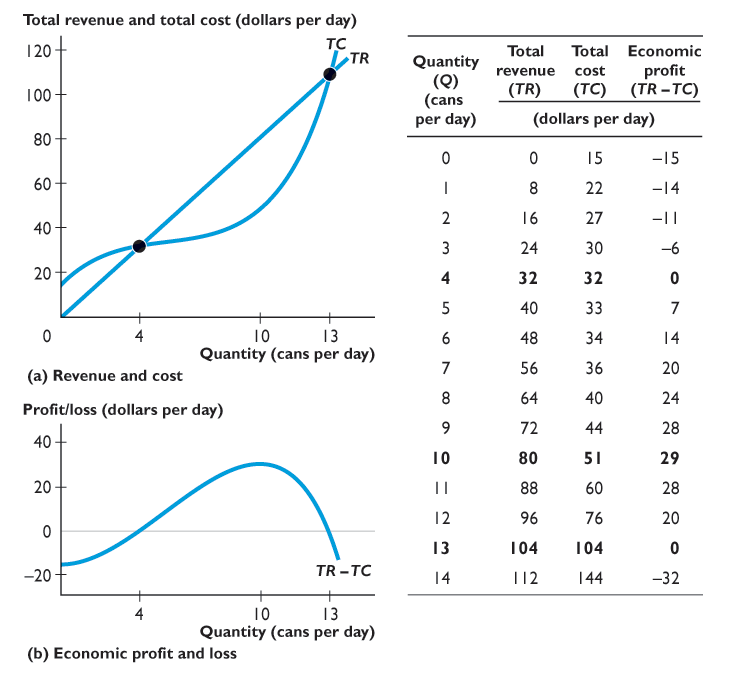 Total revenue and total cost (dollars per day)
120
100
80
60
40
20
0
TC
TR
4
10
13
Quantity (cans per day)
(a) Revenue and cost
Profit/loss (dollars per day)
40
20
0
–20
TR – TC
4
10
13
Quantity (cans per day)
(b) Economic profit and loss
Quantity
(Q)
(cans
per day)
Total
revenue
(TR)
Total
cost
(TC)
Economic
profit
(TR – TC)
(dollars per day)
0 0 15 –15
1 8 22 –14
2 16 27 –11
3 24 30 –6
4 32 32 0
5 40 33 7
6 48 34 14
7 56 36 20
8 64 40 24
9 72 44 28
10 80 51 29
11 88 60 28
12 96 76 20
13 104 104 0
14 112 144 –32